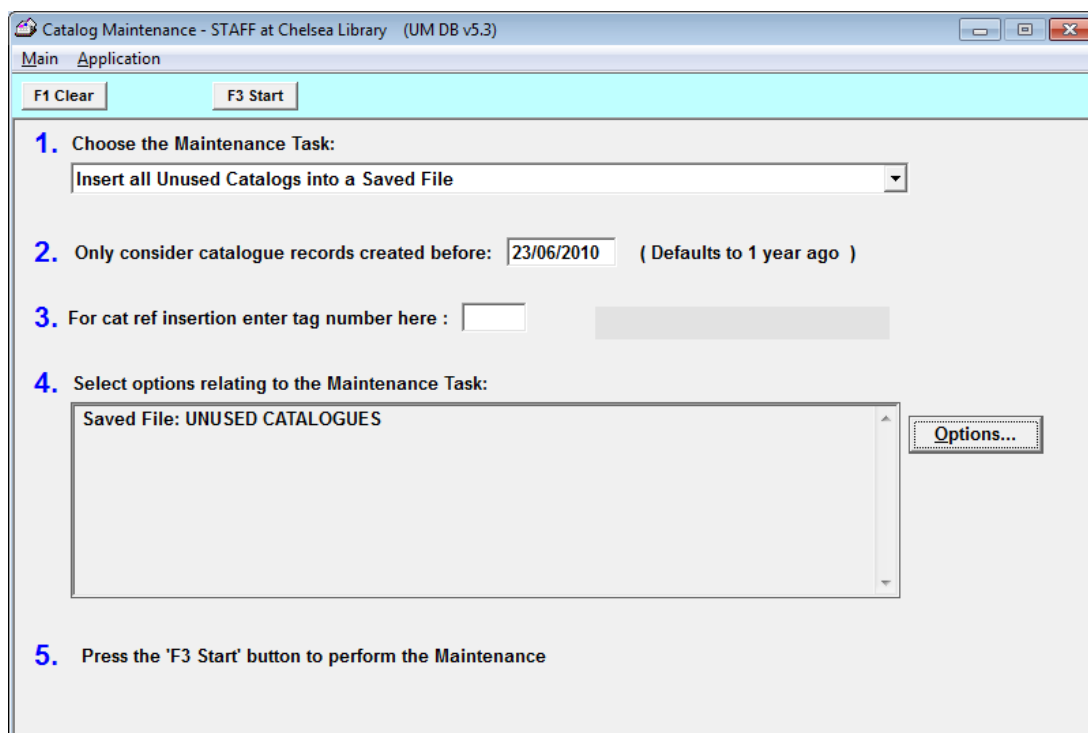 Catalog Maintenance - STAFF at Chelsea Library (UM DB v5.3)
Main Application
F1 Clear F3 Start
1. Choose the Maintenance Task:
Insert all Unused Catalogs into a Saved File
2. Only consider catalogue records created before: 23/06/2010 ( Defaults to 1 year ago )
3. For cat ref insertion enter tag number here :
4. Select options relating to the Maintenance Task:
Saved File: UNUSED CATALOGUES
Options...
5. Press the 'F3 Start' button to perform the Maintenance